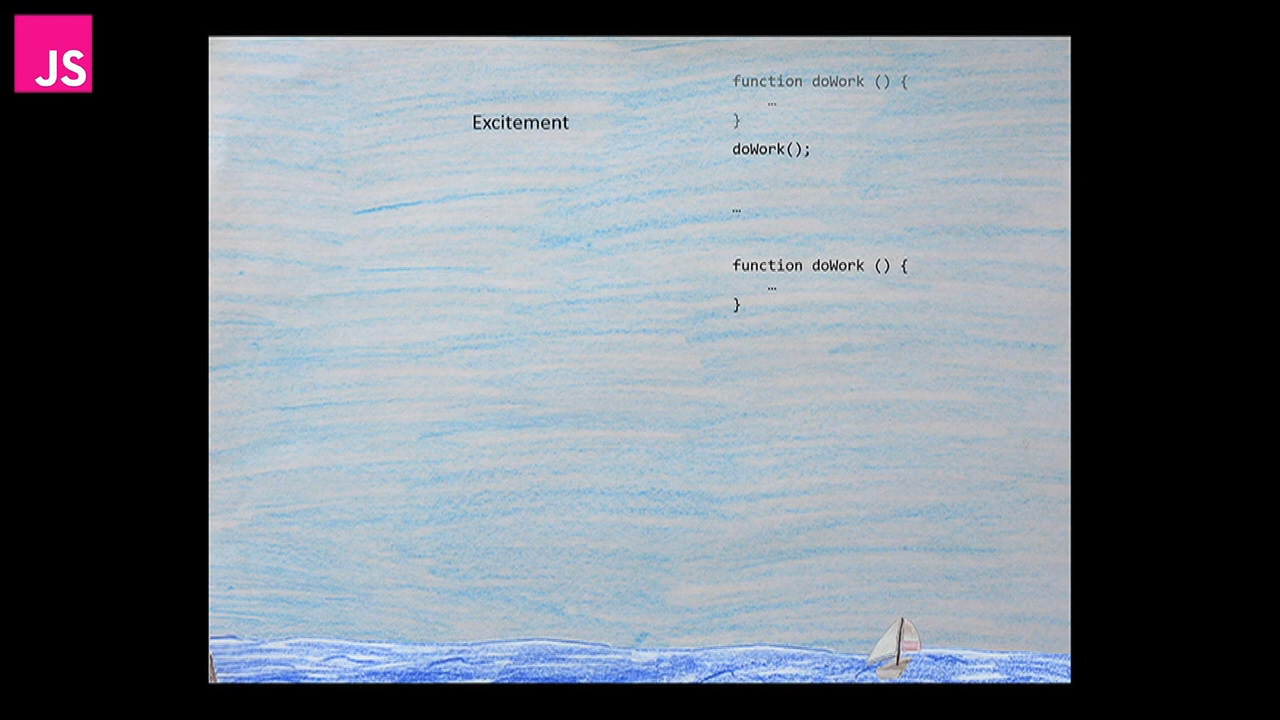 JS
Excitement
function doWork () {
…
}
doWork();
…
function doWork () {
…
}